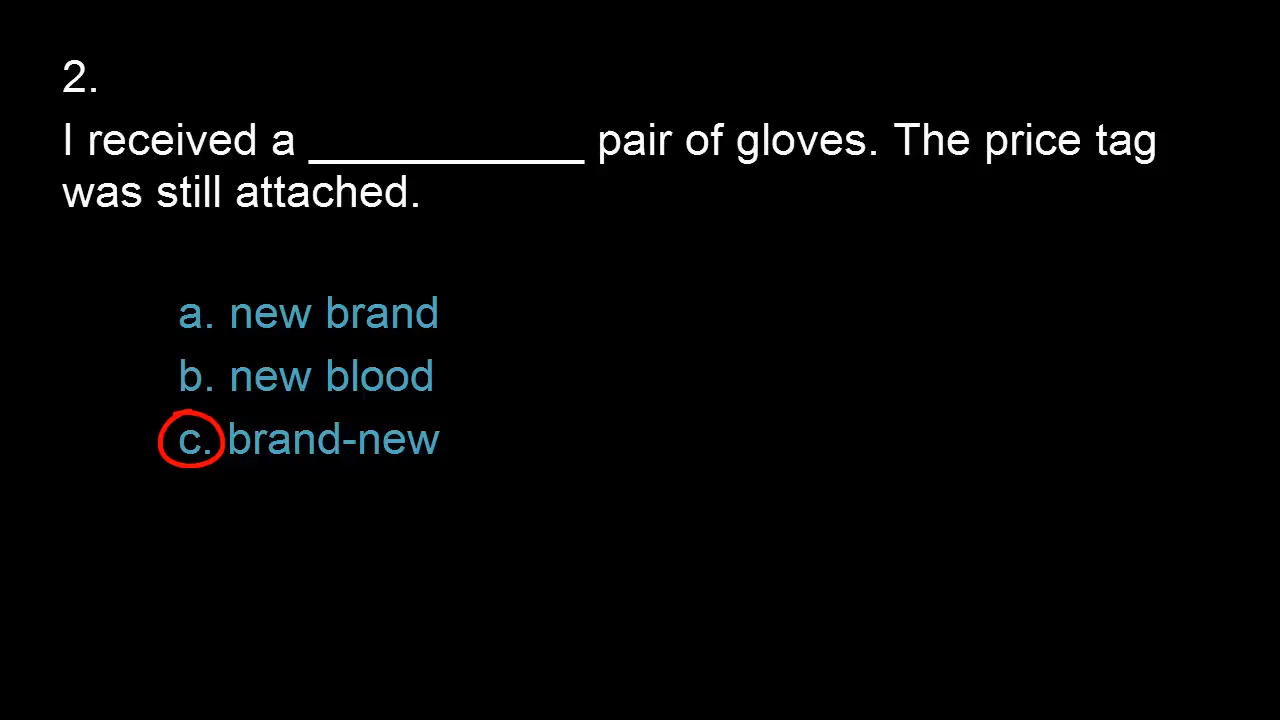 2.
I received a ___________ pair of gloves. The price tag
was still attached.
a. new brand
b. new blood
c. brand-new